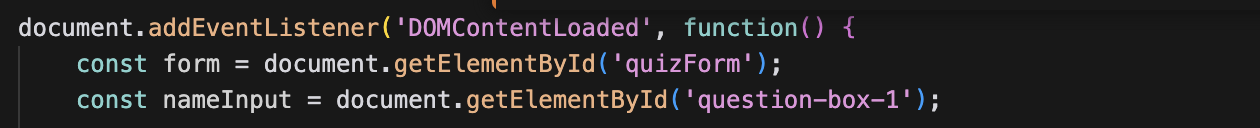 document.addEventListener('DOMContentLoaded', function() {
    const form = document.getElementById('quizForm');
    const nameInput = document.getElementById('question-box-1');